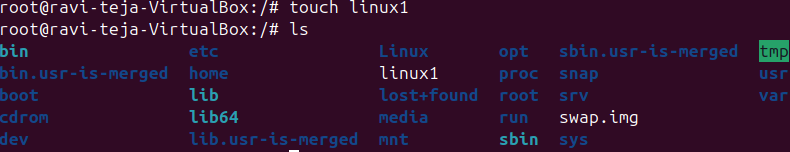 root@ravi-teja-VirtualBox:/# touch linux1
root@ravi-teja-VirtualBox:/# ls
bin etc Linux opt sbin.usr-is-merged tmp
bin.usr-is-merged home linux1 proc snap usr
boot lib lost+found root srv var
cdrom lib64 media run swap.img
dev lib.usr-is-merged mnt sbin sys